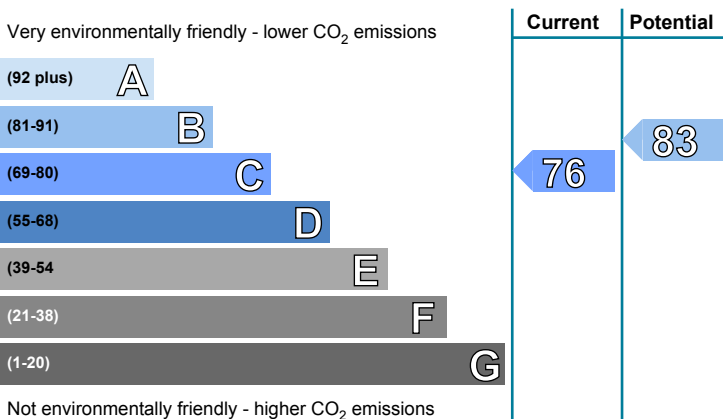 Current Potential
Very environmentally friendly - lower CO2 emissions
(92 plus) A
(81-91) B
83
(69-80) C
76
(55-68) D
(39-54 E
(21-38) F
(1-20) G
Not environmentally friendly - higher CO2 emissions